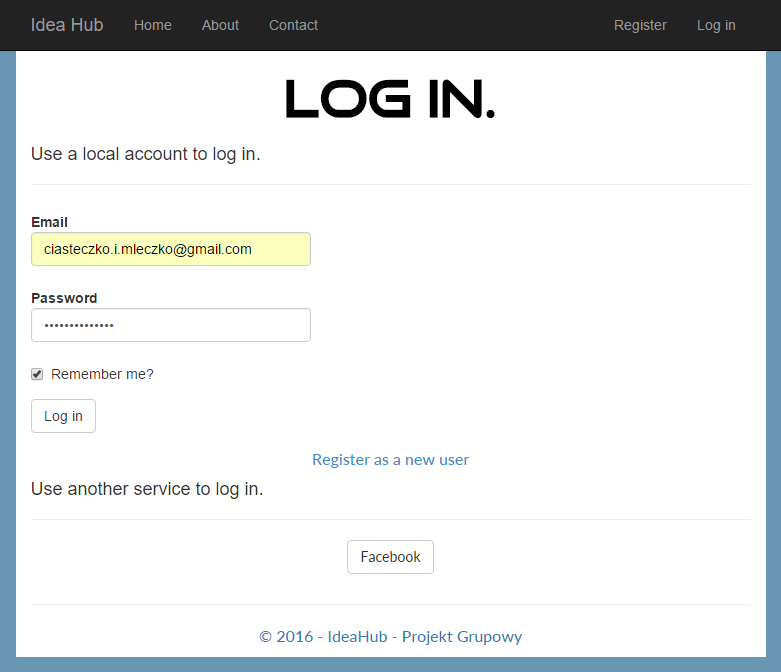 Idea Hub Home About Contact Register Log in
LOG IN.
Use a local account to log in.
Email
ciasteczko.i.mleczko@gmail.com
Password
••••••••••••••
Remember me?
Log in
Register as a new user
Use another service to log in.
Facebook
© 2016 - IdeaHub - Projekt Grupowy